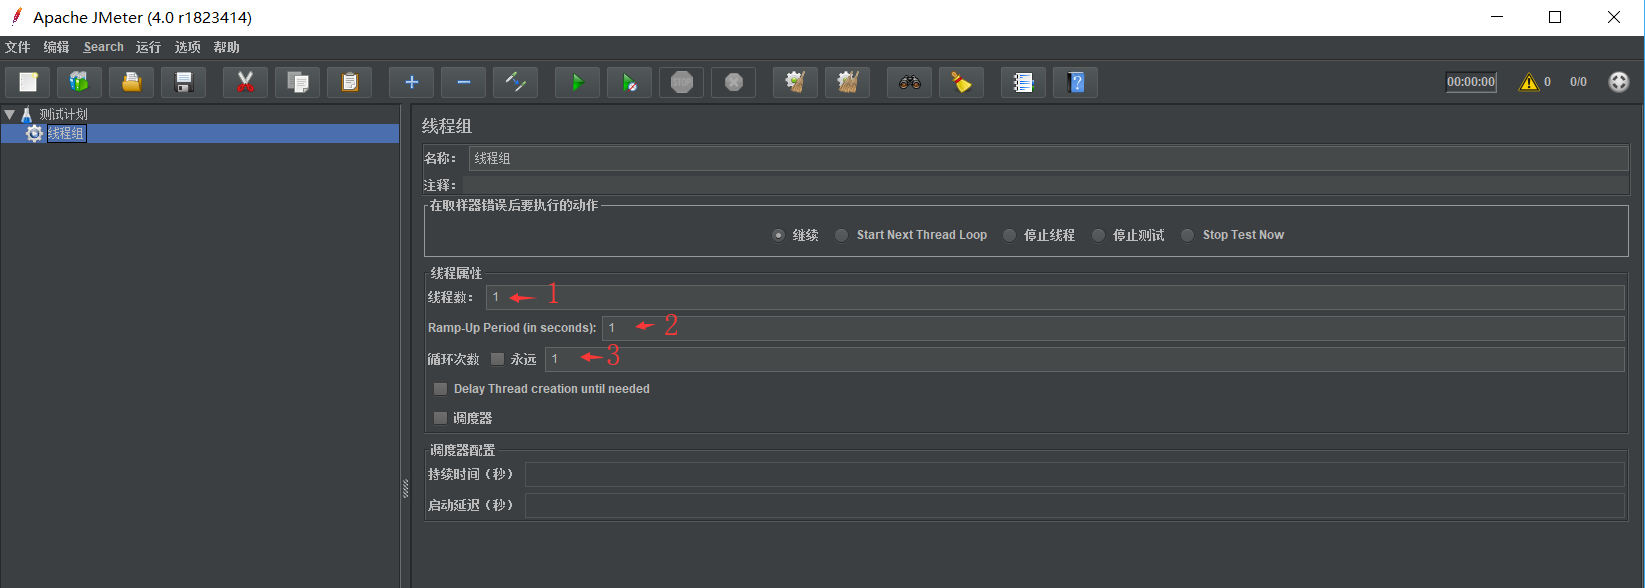 Apache JMeter (4.0 r1823414)
文件 编辑 Search 运行 选项 帮助
STOP 00:00:00 0 0/0
测试计划
线程组
线程组
名称： 线程组
注释：
在取样器错误后要执行的动作
继续 Start Next Thread Loop 停止线程 停止测试 Stop Test Now
线程属性
线程数： 1 1
Ramp-Up Period (in seconds): 1 2
循环次数 永远 1 3
Delay Thread creation until needed
调度器
调度器配置
持续时间（秒）
启动延迟（秒）